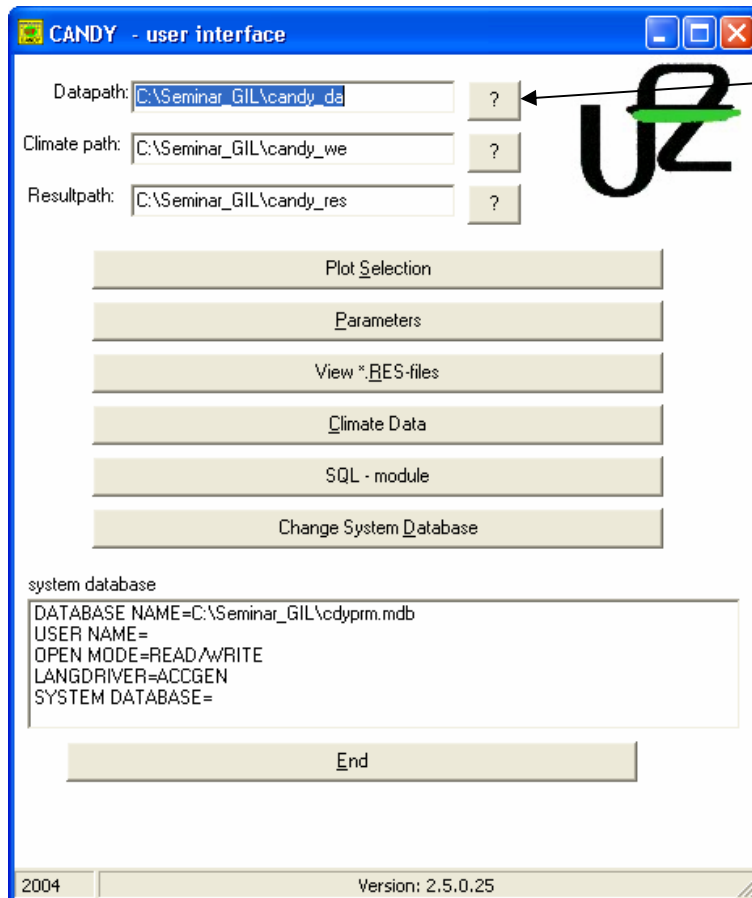 CANDY - user interface
Datapath: C:\Seminar_GIL\candy_da ?
Climate path: C:\Seminar_GIL\candy_we ?
Resultpath: C:\Seminar_GIL\candy_res ?
UFZ
Plot Selection
Parameters
View *.RES-files
Climate Data
SQL - module
Change System Database
system database
DATABASE NAME=C:\Seminar_GIL\cdyprm.mdb
USER NAME=
OPEN MODE=READ/WRITE
LANGDRIVER=ACCGEN
SYSTEM DATABASE=
End
2004 Version: 2.5.0.25